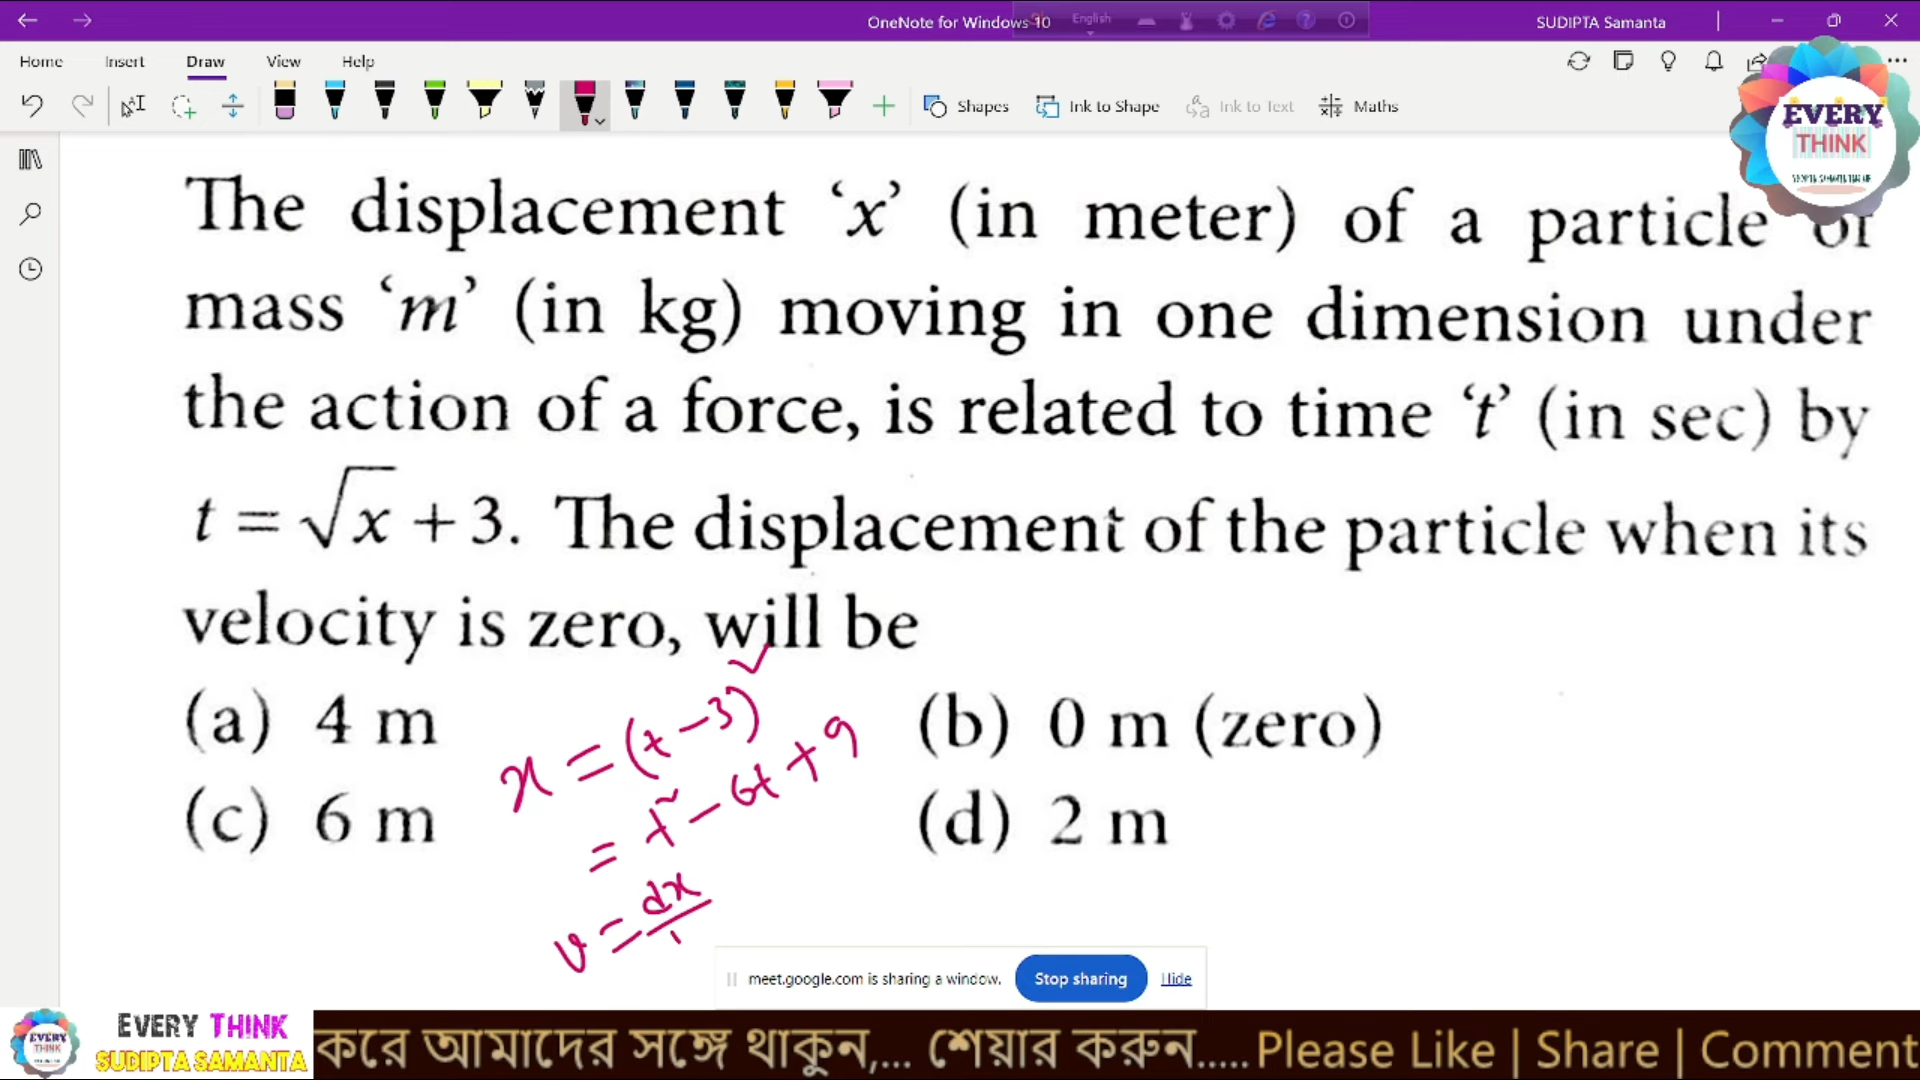 OneNote for Windows 10
English
SUDIPTA Samanta
Home Insert Draw View Help
Shapes Ink to Shape Ink to Text Maths
EVERY
THINK
The displacement ‘x’ (in meter) of a particle of
mass ‘m’ (in kg) moving in one dimension under
the action of a force, is related to time ‘t’ (in sec) by
t = √x + 3. The displacement of the particle when its
velocity is zero, will be
(a) 4 m (b) 0 m (zero)
(c) 6 m (d) 2 m
x = (t − 3)²
= t² − 6t + 9
v = dx/
meet.google.com is sharing a window. Stop sharing Hide
EVERY THINK
SUDIPTA SAMANTA
করে আমাদের সঙ্গে থাকুন,... শেয়ার করুন..... Please Like | Share | Comment